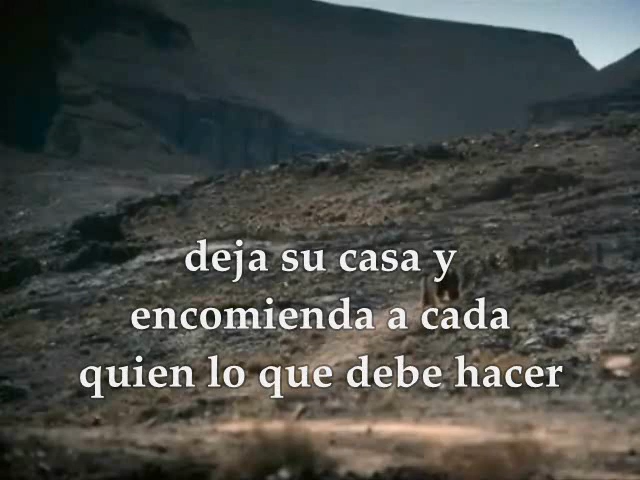 deja su casa y
encomienda a cada
quien lo que debe hacer